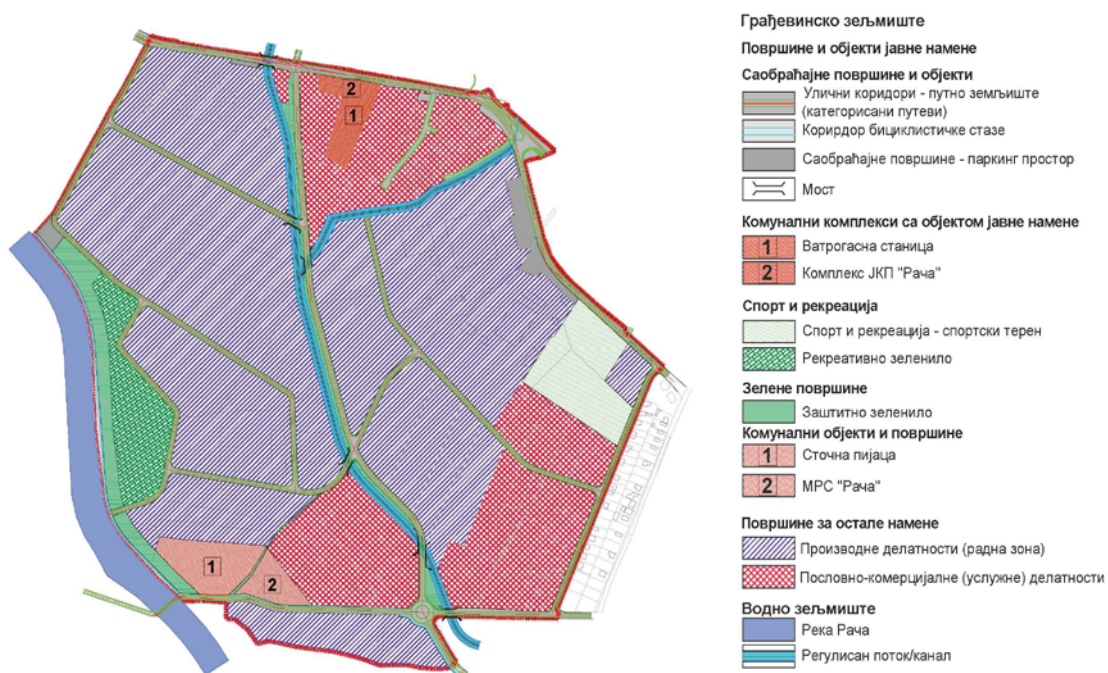 Грађевинско зељмиште
Површине и објекти јавне намене
Саобраћајне површине и објекти
Улични коридори - путно земљиште
(категорисани путеви)
Коридор бициклистичке стазе
Саобраћајне површине - паркинг простор
Мост
Комунални комплекси са објектом јавне намене
1 Ватрогасна станица
2 Комплекс ЈКП "Рача"
Спорт и рекреација
Спорт и рекреација - спортски терен
Рекреативно зеленило
Зелене површине
Заштитно зеленило
Комунални објекти и површине
1 Сточна пијаца
2 МРС "Рача"
Површине за остале намене
Производне делатности (радна зона)
Пословно-комерцијалне (услужне) делатности
Водно зељмиште
Река Рача
Регулисан поток/канал
2
1
1
2